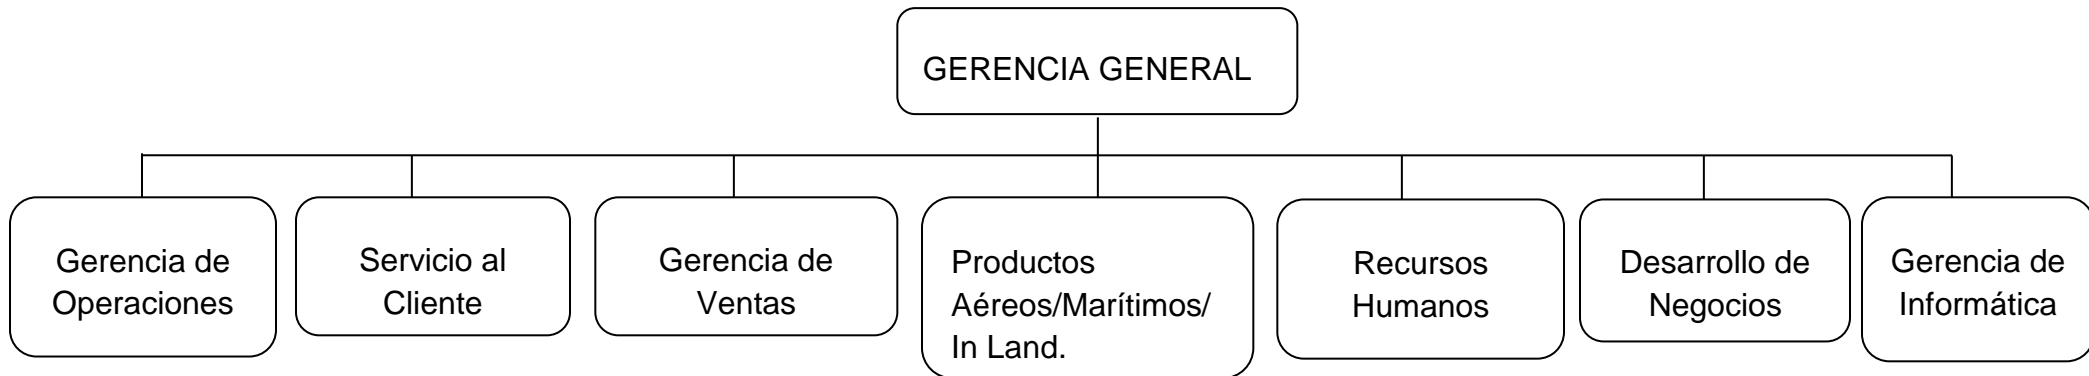 GERENCIA GENERAL
Gerencia de
Operaciones
Servicio al
Cliente
Gerencia de
Ventas
Productos
Aéreos/Marítimos/
In Land.
Recursos
Humanos
Desarrollo de
Negocios
Gerencia de
Informática